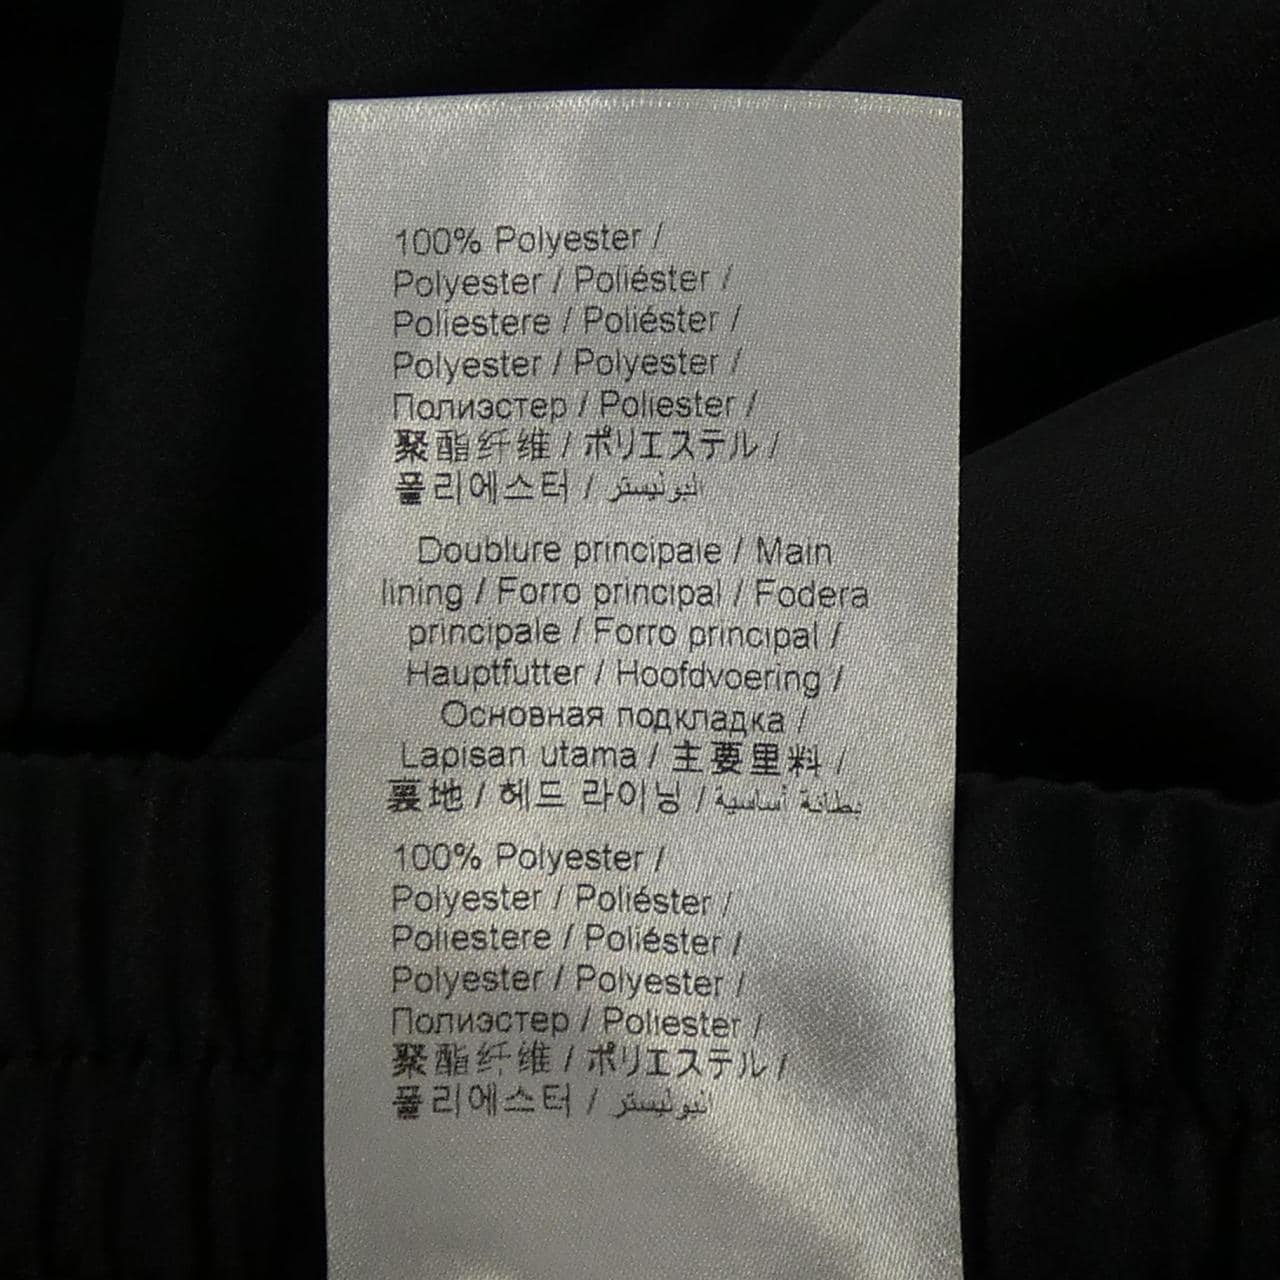 100% Polyester /
Polyester / Poliéster /
Poliestere / Poliéster /
Polyester / Polyester /
Полиэстер / Poliester /
聚酯纤维 / ポリエステル /
폴리에스터 / البوليستر
Doublure principale / Main
lining / Forro principal / Fodera
principale / Forro principal /
Hauptfutter / Hoofdvoering /
Основная подкладка /
Lapisan utama / 主要里料 /
裏地 / 헤드 라이닝 / بطانة أساسية
100% Polyester /
Polyester / Poliéster /
Poliestere / Poliéster /
Polyester / Polyester /
Полиэстер / Poliester /
聚酯纤维 / ポリエステル /
폴리에스터 / البوليستر